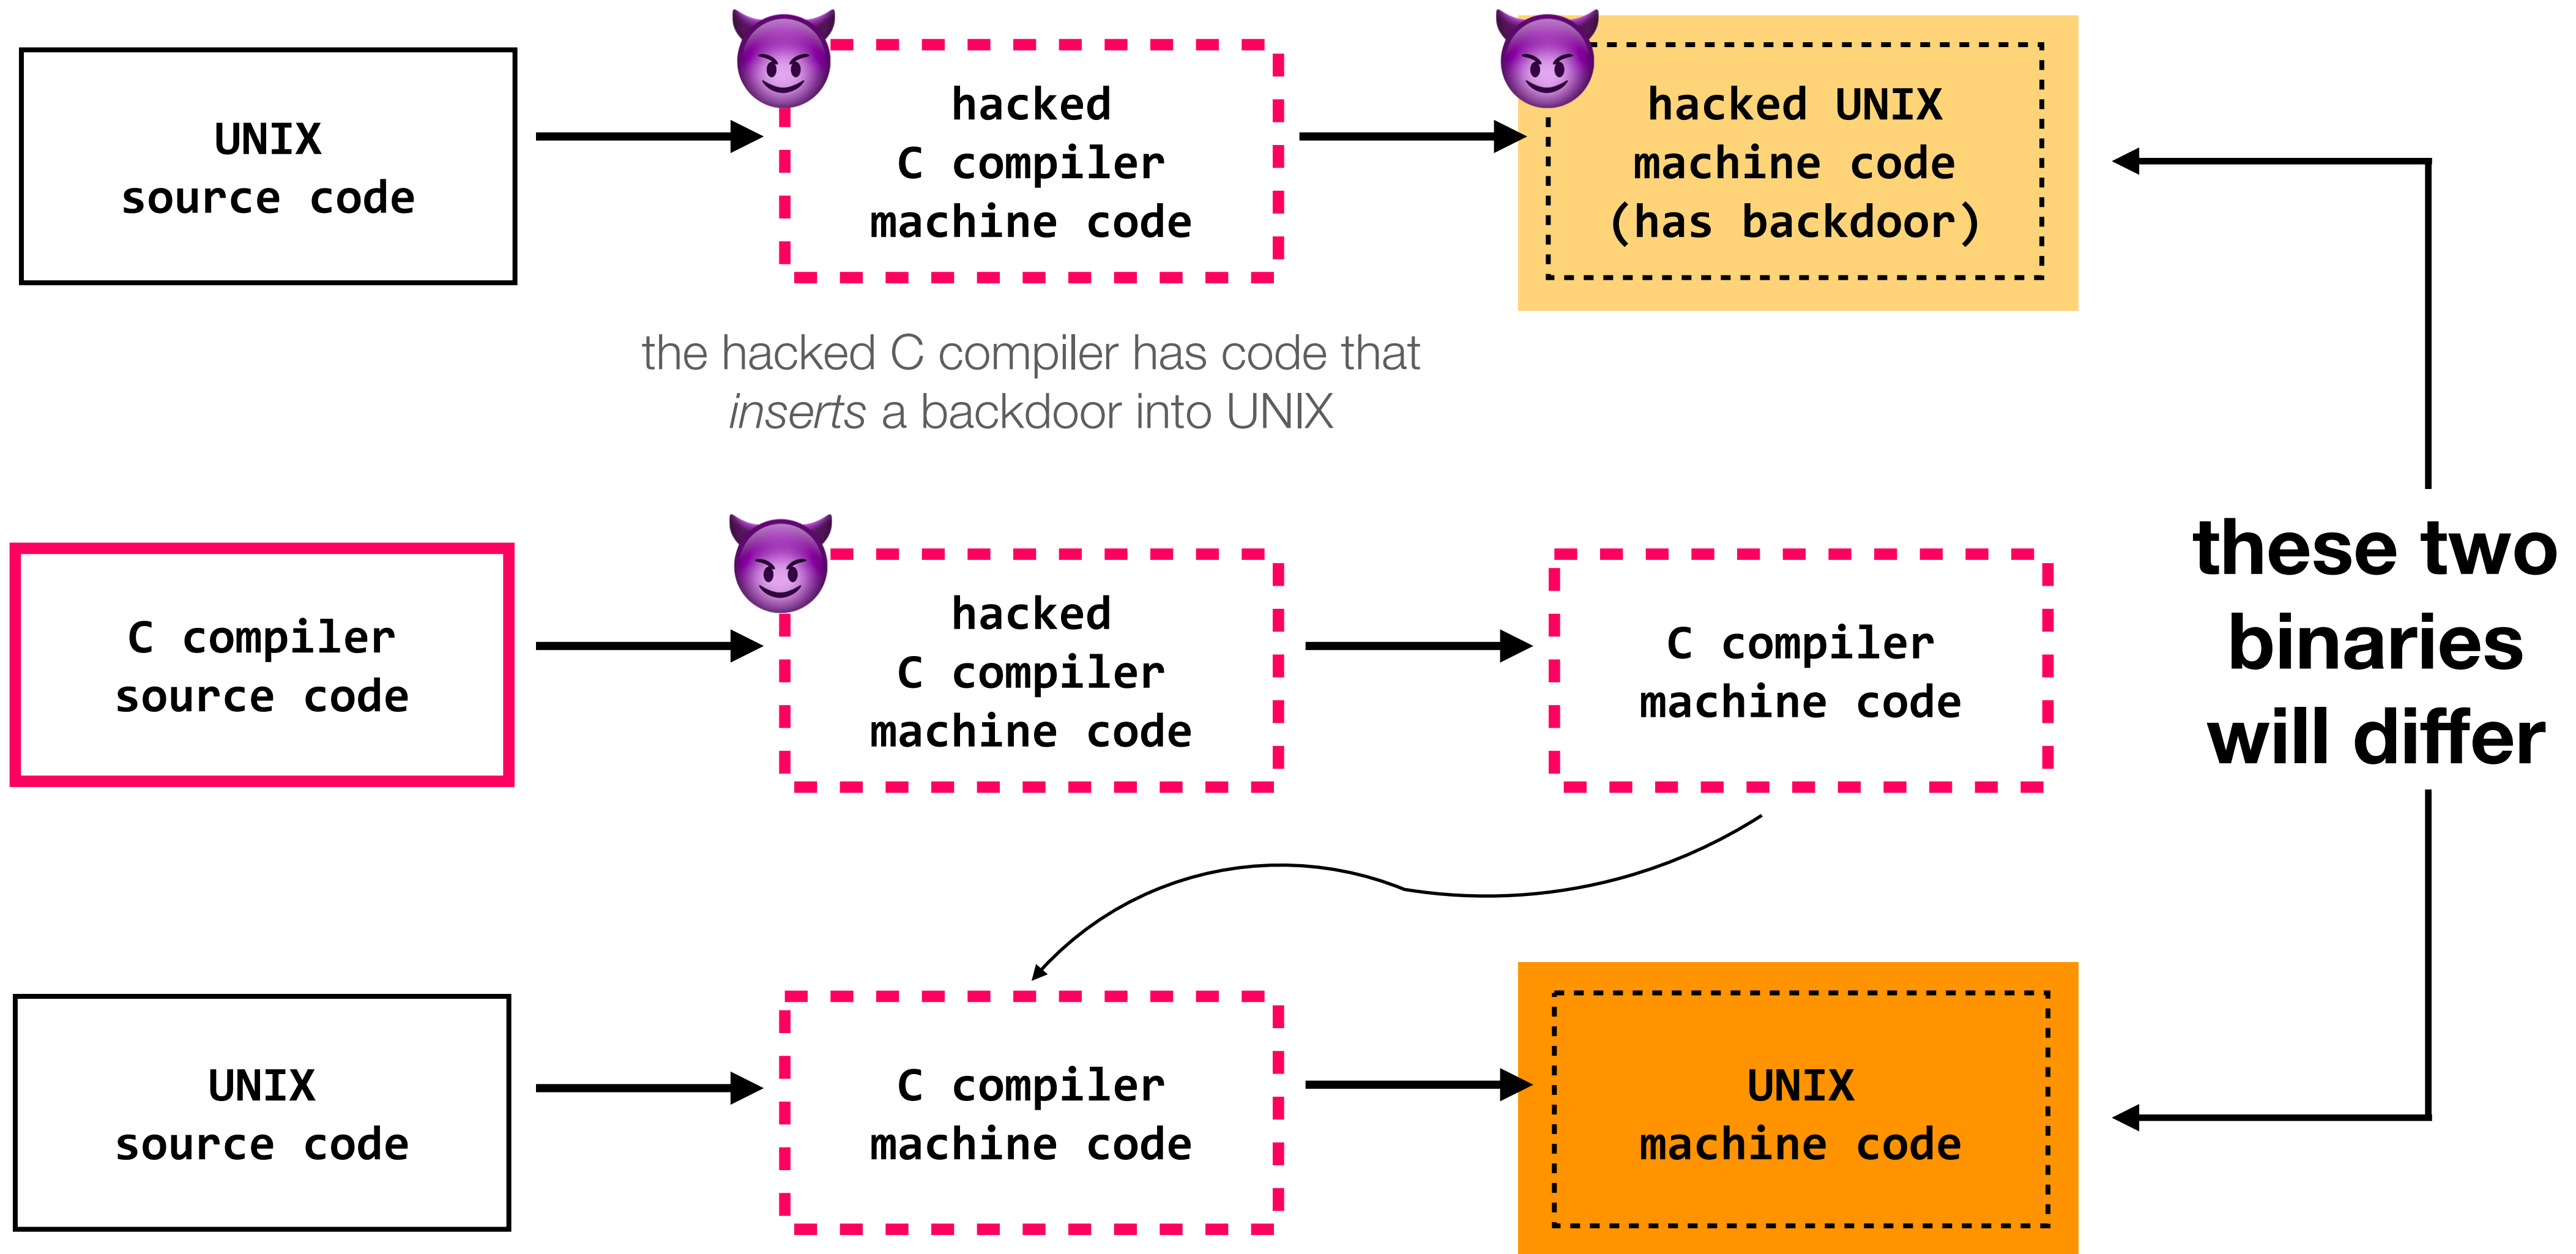 UNIX
source code
hacked
C compiler
machine code
hacked UNIX
machine code
(has backdoor)
the hacked C compiler has code that
inserts a backdoor into UNIX
C compiler
source code
hacked
C compiler
machine code
C compiler
machine code
these two
binaries
will differ
UNIX
source code
C compiler
machine code
UNIX
machine code